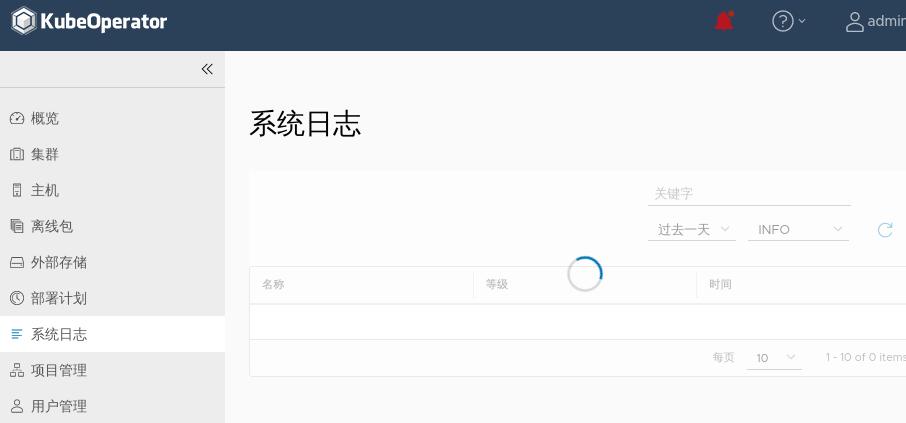 KubeOperator
admin
概览
集群
主机
离线包
外部存储
部署计划
系统日志
项目管理
用户管理
系统日志
关键字
过去一天 INFO
名称 等级 时间
每页 10 1 - 10 of 0 items